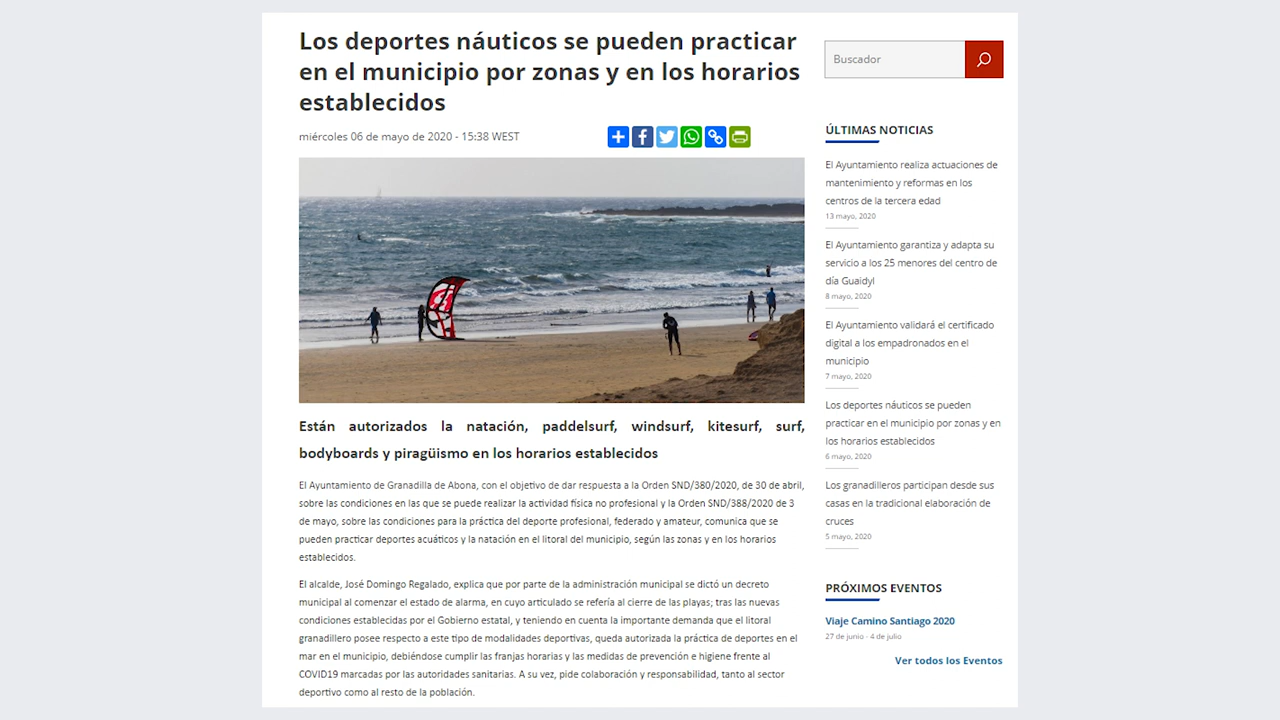 Los deportes náuticos se pueden practicar
en el municipio por zonas y en los horarios
establecidos
miércoles 06 de mayo de 2020 - 15:38 WEST
Están autorizados la natación, paddelsurf, windsurf, kitesurf, surf,
bodyboards y piragüismo en los horarios establecidos
El Ayuntamiento de Granadilla de Abona, con el objetivo de dar respuesta a la Orden SND/380/2020, de 30 de abril,
sobre las condiciones en las que se puede realizar la actividad física no profesional y la Orden SND/388/2020 de 3
de mayo, sobre las condiciones para la práctica del deporte profesional, federado y amateur, comunica que se
pueden practicar deportes acuáticos y la natación en el litoral del municipio, según las zonas y en los horarios
establecidos.
El alcalde, José Domingo Regalado, explica que por parte de la administración municipal se dictó un decreto
municipal al comenzar el estado de alarma, en cuyo articulado se refería al cierre de las playas; tras las nuevas
condiciones establecidas por el Gobierno estatal, y teniendo en cuenta la importante demanda que el litoral
granadillero posee respecto a este tipo de modalidades deportivas, queda autorizada la práctica de deportes en el
mar en el municipio, debiéndose cumplir las franjas horarias y las medidas de prevención e higiene frente al
COVID19 marcadas por las autoridades sanitarias. A su vez, pide colaboración y responsabilidad, tanto al sector
deportivo como al resto de la población.
Buscador
ÚLTIMAS NOTICIAS
El Ayuntamiento realiza actuaciones de
mantenimiento y reformas en los
centros de la tercera edad
13 mayo, 2020
El Ayuntamiento garantiza y adapta su
servicio a los 25 menores del centro de
día Guaidyl
8 mayo, 2020
El Ayuntamiento validará el certificado
digital a los empadronados en el
municipio
7 mayo, 2020
Los deportes náuticos se pueden
practicar en el municipio por zonas y en
los horarios establecidos
6 mayo, 2020
Los granadilleros participan desde sus
casas en la tradicional elaboración de
cruces
5 mayo, 2020
PRÓXIMOS EVENTOS
Viaje Camino Santiago 2020
27 de junio - 4 de julio
Ver todos los Eventos